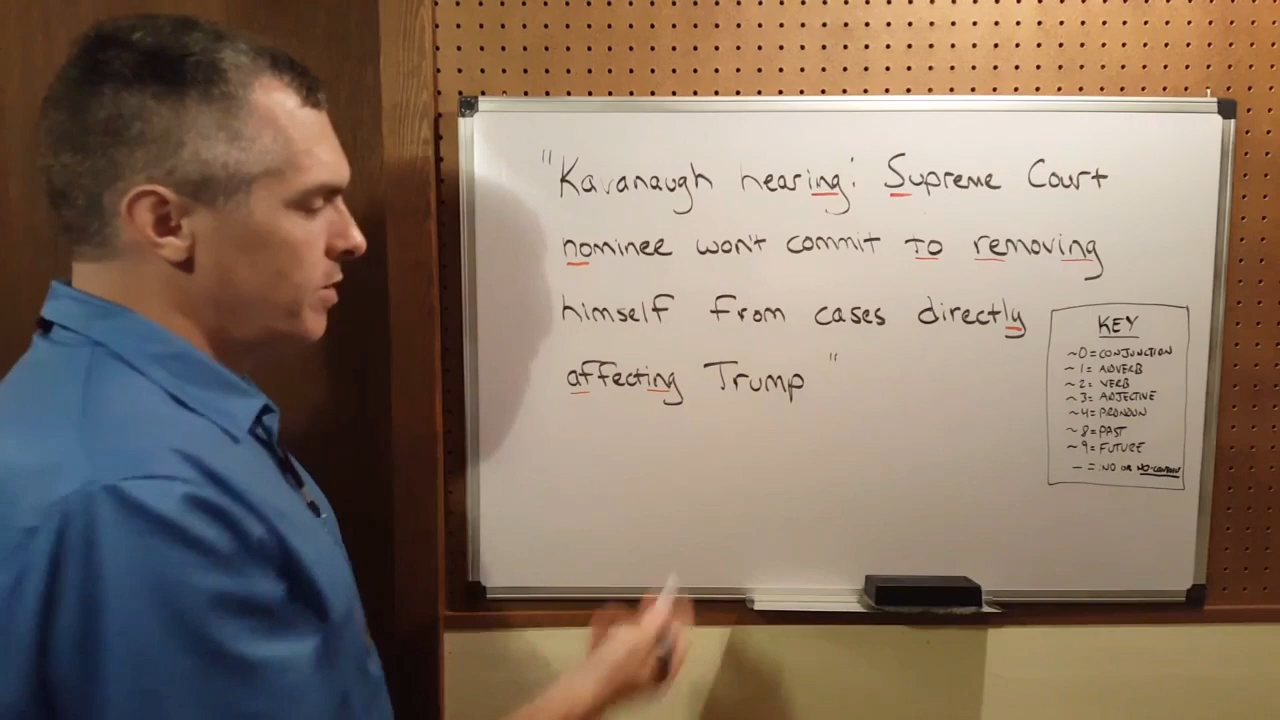 "Kavanaugh hearing: Supreme Court
nominee won't commit to removing
himself from cases directly
affecting Trump"
KEY
~0=CONJUNCTION
~1=ADVERB
~2=VERB
~3=ADJECTIVE
~4=PRONOUN
~8=PAST
~9=FUTURE
—=NO OR NO-CONTRACT